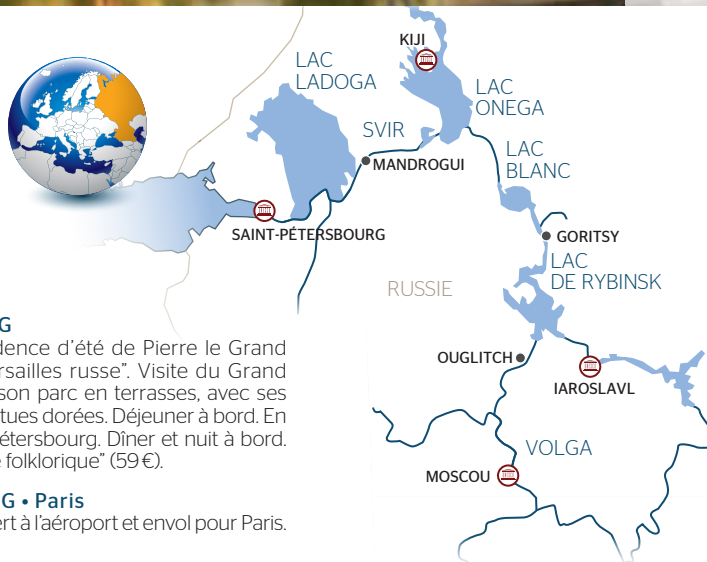 KIJI
LAC
LADOGA
LAC
ONEGA
SVIR
MANDROGUI
LAC
BLANC
SAINT-PÉTERSBOURG
GORITSY
LAC
DE RYBINSK
RUSSIE
OUGLITCH
IAROSLAVL
VOLGA
MOSCOU
G
dence d’été de Pierre le Grand
rsailles russe”. Visite du Grand
son parc en terrasses, avec ses
tues dorées. Déjeuner à bord. En
Pétersbourg. Dîner et nuit à bord.
folklorique” (59 €).
G • Paris
ert à l’aéroport et envol pour Paris.